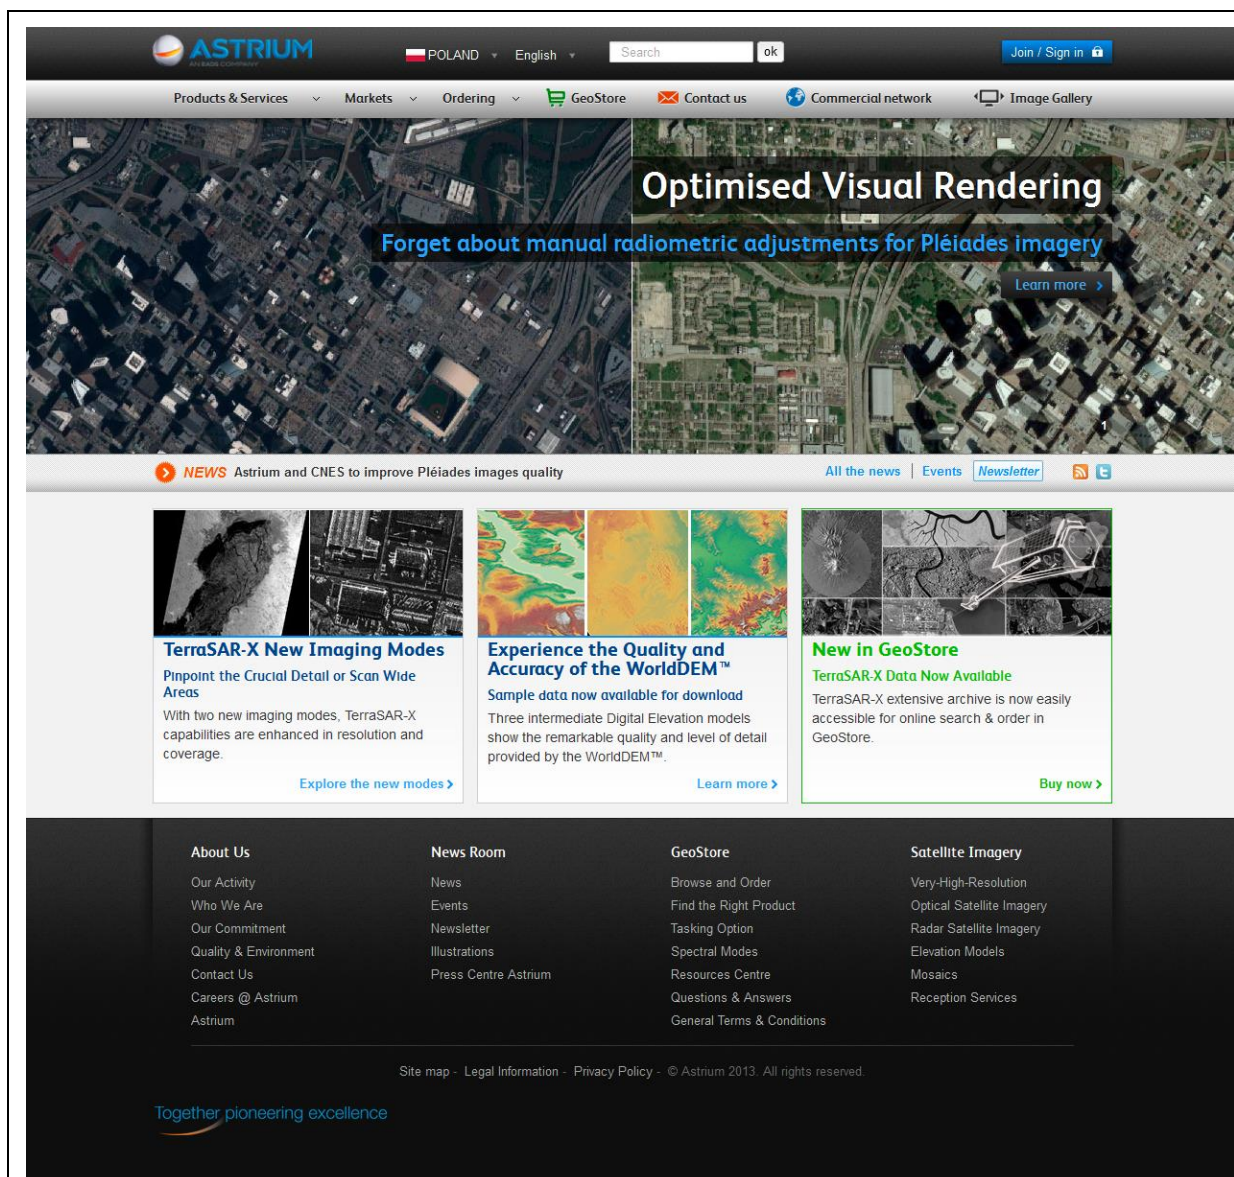 ASTRIUM
AN EADS COMPANY
POLAND English Search ok Join / Sign in
Products & Services Markets Ordering GeoStore Contact us Commercial network Image Gallery
Optimised Visual Rendering
Forget about manual radiometric adjustments for Pléiades imagery
Learn more
1
NEWS Astrium and CNES to improve Pléiades images quality All the news | Events Newsletter
TerraSAR-X New Imaging Modes
Pinpoint the Crucial Detail or Scan Wide
Areas
With two new imaging modes, TerraSAR-X
capabilities are enhanced in resolution and
coverage.
Explore the new modes
Experience the Quality and
Accuracy of the WorldDEM™
Sample data now available for download
Three intermediate Digital Elevation models
show the remarkable quality and level of detail
provided by the WorldDEM™.
Learn more
New in GeoStore
TerraSAR-X Data Now Available
TerraSAR-X extensive archive is now easily
accessible for online search & order in
GeoStore.
Buy now
About Us
Our Activity
Who We Are
Our Commitment
Quality & Environment
Contact Us
Careers @ Astrium
Astrium
News Room
News
Events
Newsletter
Illustrations
Press Centre Astrium
GeoStore
Browse and Order
Find the Right Product
Tasking Option
Spectral Modes
Resources Centre
Questions & Answers
General Terms & Conditions
Satellite Imagery
Very-High-Resolution
Optical Satellite Imagery
Radar Satellite Imagery
Elevation Models
Mosaics
Reception Services
Site map - Legal Information - Privacy Policy - © Astrium 2013. All rights reserved.
Together pioneering excellence